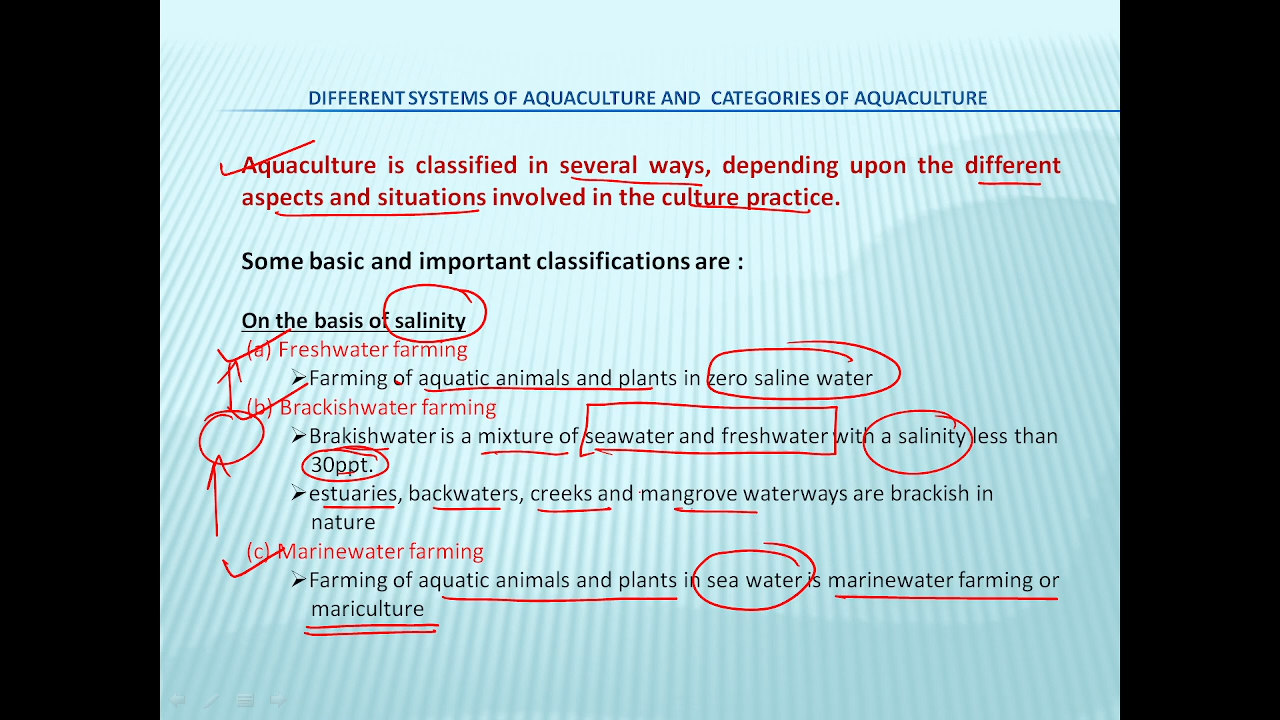 DIFFERENT SYSTEMS OF AQUACULTURE AND CATEGORIES OF AQUACULTURE
Aquaculture is classified in several ways, depending upon the different
aspects and situations involved in the culture practice.
Some basic and important classifications are :
On the basis of salinity
(a) Freshwater farming
➢Farming of aquatic animals and plants in zero saline water
(b) Brackishwater farming
➢Brakishwater is a mixture of seawater and freshwater with a salinity less than
30ppt.
➢estuaries, backwaters, creeks and mangrove waterways are brackish in
nature
(c) Marinewater farming
➢Farming of aquatic animals and plants in sea water is marinewater farming or
mariculture